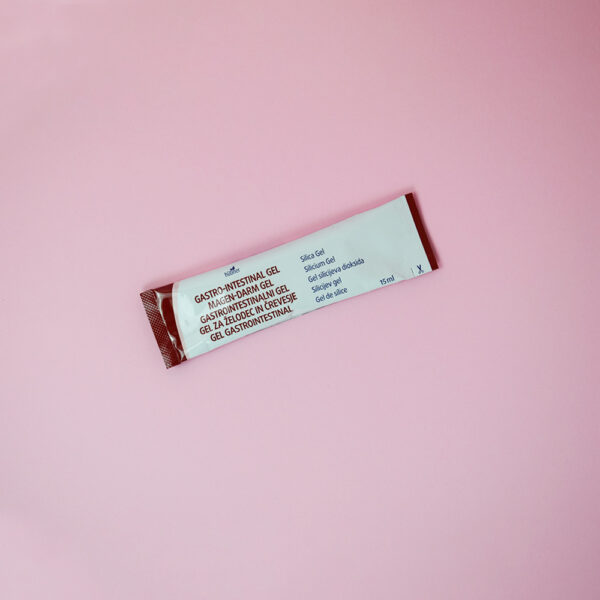 GASTRO-INTESTINAL GEL
MAGEN-DARM GEL
GASTROINTESTINALNI GEL
GEL ZA ŽELODEC IN ČREVESJE
GEL GASTROINTESTINAL
Silica Gel
Silicium Gel
Gel silicijeva dioksida
Silicijev gel
Gel de sílice
15 ml